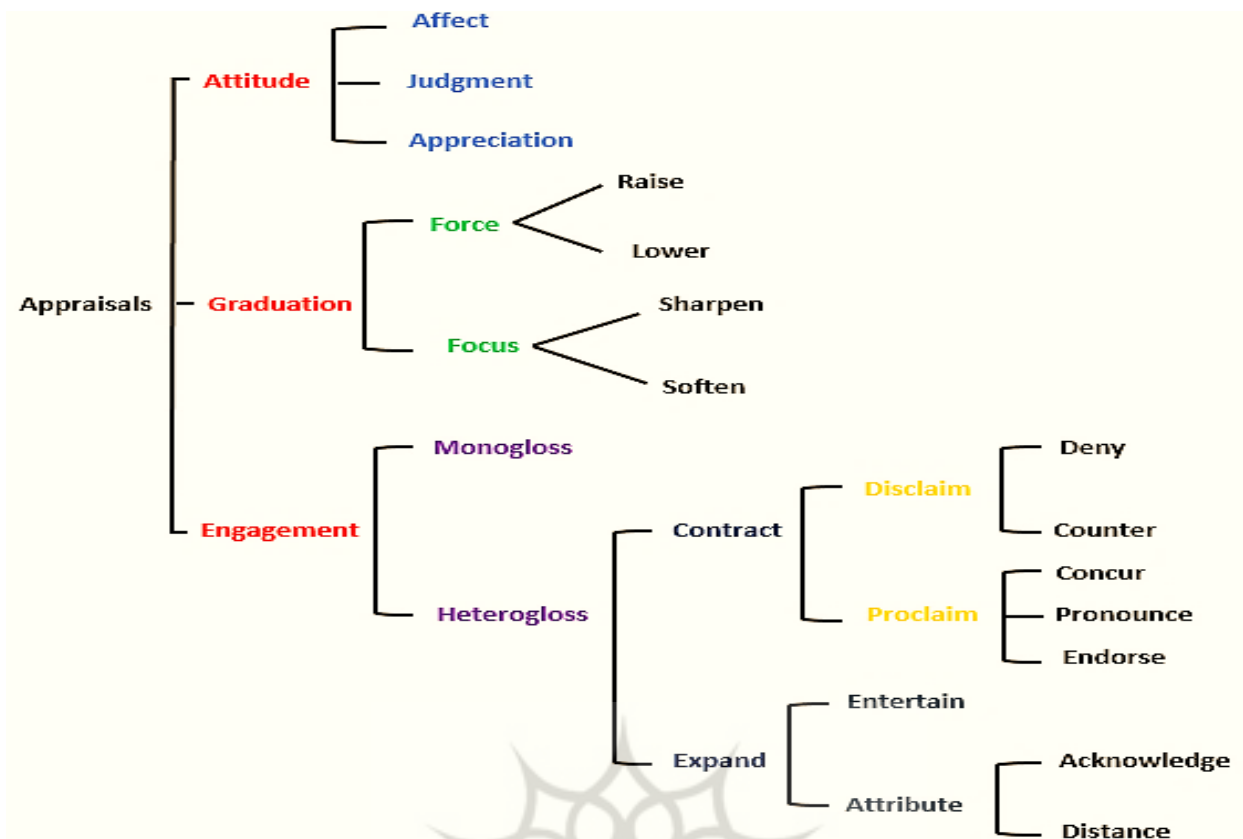 Affect
Attitude
Judgment
Appreciation
Raise
Force
Lower
Appraisals
Graduation
Sharpen
Focus
Soften
Monogloss
Deny
Disclaim
Engagement
Contract
Counter
Concur
Heterogloss
Proclaim
Pronounce
Endorse
Entertain
Expand
Acknowledge
Attribute
Distance